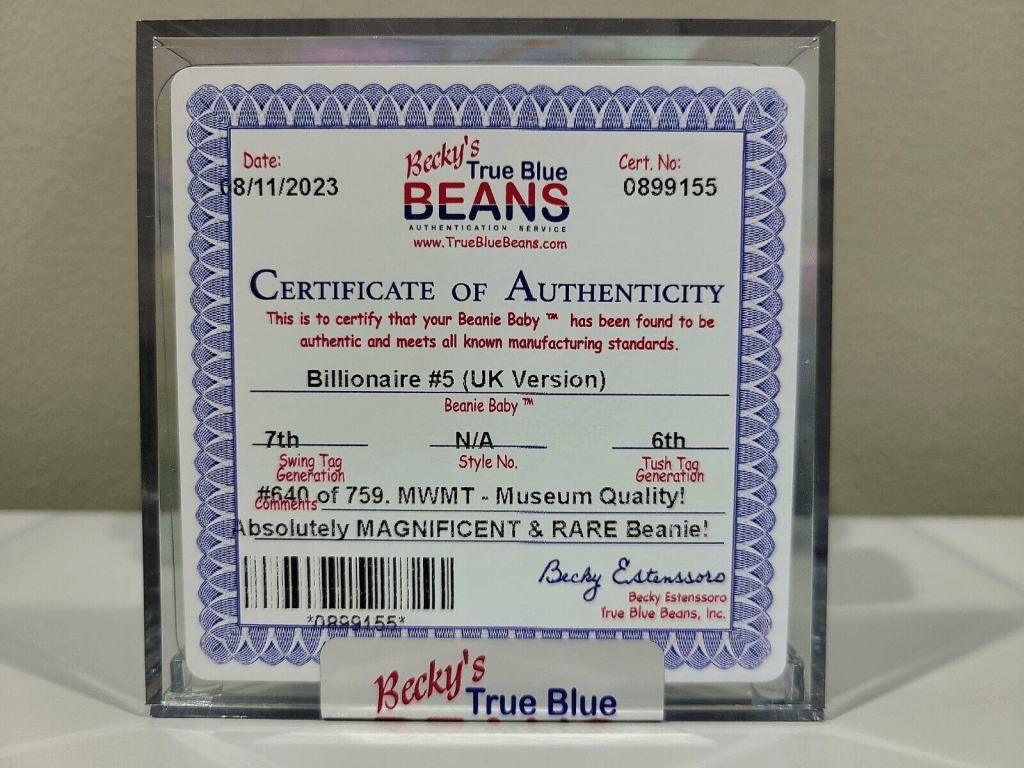 Date:
08/11/2023
Becky's
True Blue
BEANS
AUTHENTICATION SERVICE
www.TrueBlueBeans.com
Cert. No:
0899155
CERTIFICATE OF AUTHENTICITY
This is to certify that your Beanie Baby ™ has been found to be
authentic and meets all known manufacturing standards.
Billionaire #5 (UK Version)
Beanie Baby ™
7th N/A 6th
Swing Tag Generation Style No. Tush Tag Generation
#640 of 759. MWMT - Museum Quality!
Comments
Absolutely MAGNIFICENT & RARE Beanie!
*0899155*
Becky Estenssoro
Becky Estenssoro
True Blue Beans, Inc.
Becky's
True Blue